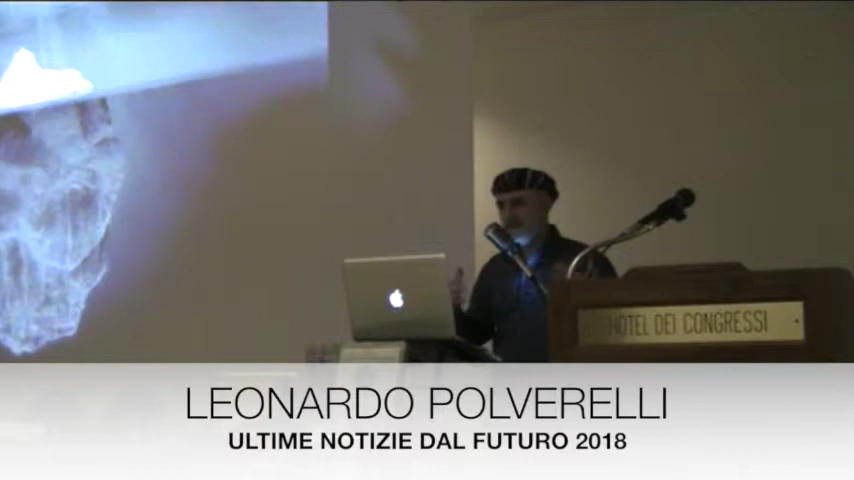 HOTEL DEI CONGRESSI
LEONARDO POLVERELLI
ULTIME NOTIZIE DAL FUTURO 2018